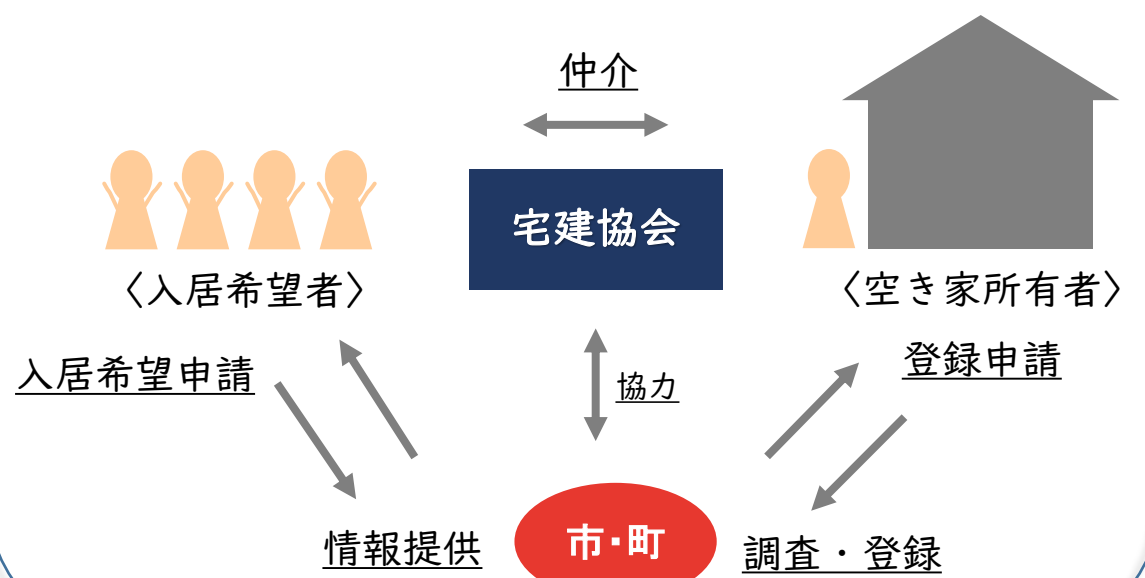 仲介
宅建協会
〈入居希望者〉
〈空き家所有者〉
入居希望申請
登録申請
協力
情報提供
市・町
調査・登録